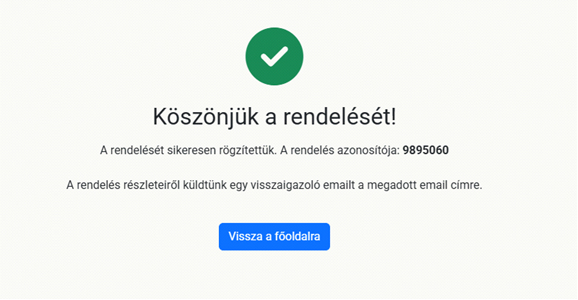 Köszönjük a rendelését!
A rendelését sikeresen rögzítettük. A rendelés azonosítója: 9895060
A rendelés részleteiről küldtünk egy visszaigazoló emailt a megadott email címre.
Vissza a főoldalra